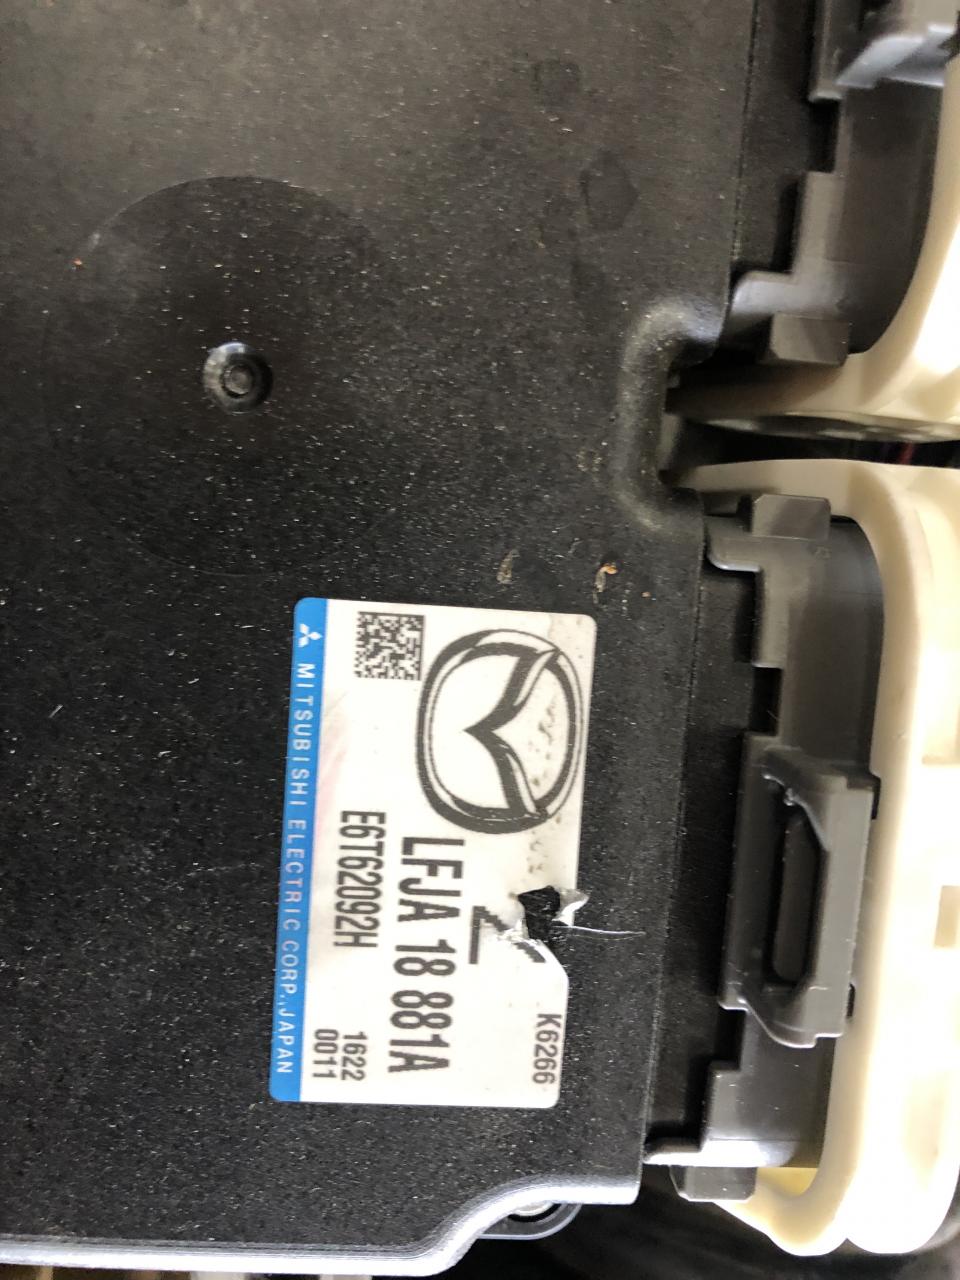 K6266
LFJA 18 881A
E6T62092H
1622
0011
MITSUBISHI ELECTRIC CORP., JAPAN